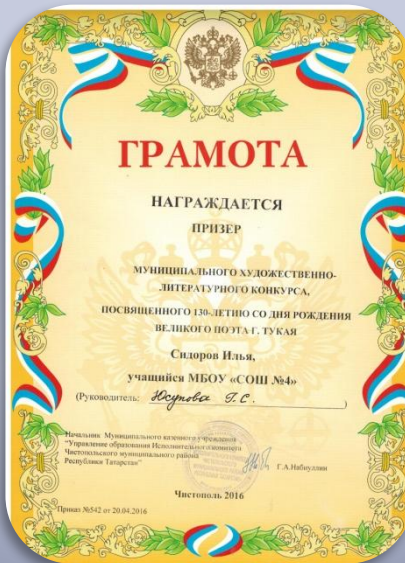 ГРАМОТА
НАГРАЖДАЕТСЯ
ПРИЗЕР
МУНИЦИПАЛЬНОГО ХУДОЖЕСТВЕННО-
ЛИТЕРАТУРНОГО КОНКУРСА,
ПОСВЯЩЕННОГО 130-ЛЕТИЮ СО ДНЯ РОЖДЕНИЯ
ВЕЛИКОГО ПОЭТА Г. ТУКАЯ
Сидоров Илья,
учащийся МБОУ «СОШ №4»
(Руководитель: Юсупова Г.С. )
Начальник Муниципального казенного учреждения
"Управление образования Исполнительного комитета
Чистопольского муниципального района
Республики Татарстан"
Г.А.Набиуллин
Чистополь 2016
Приказ №542 от 20.04.2016